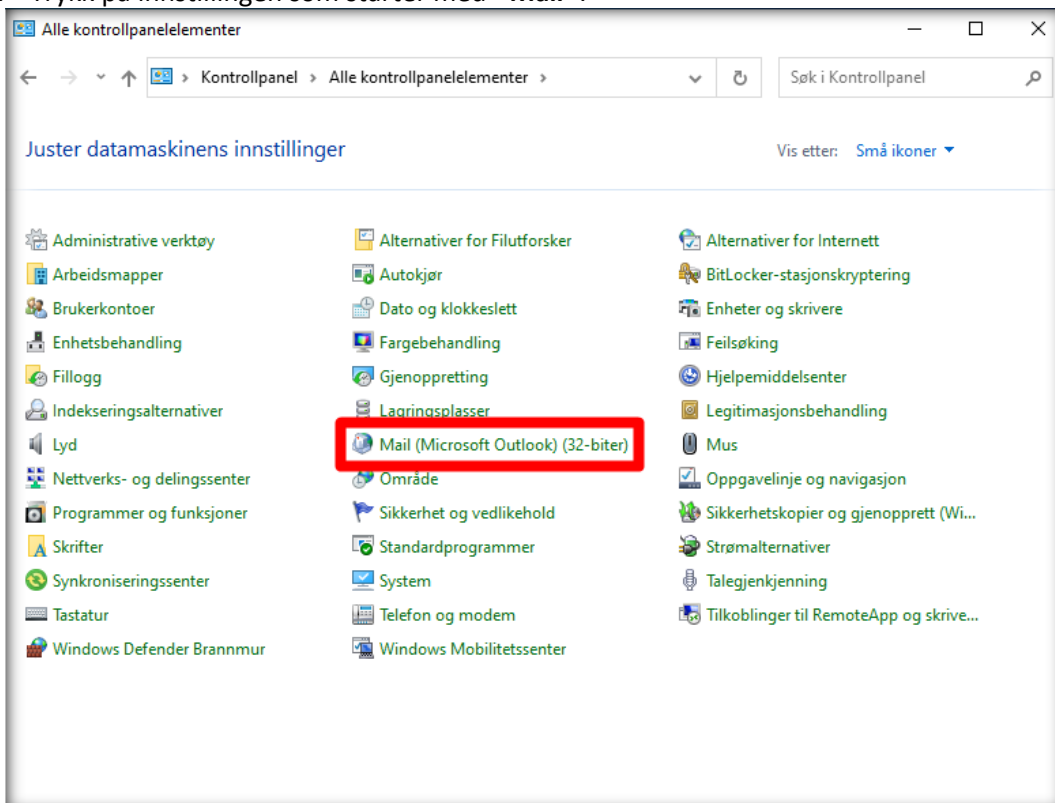 Alle kontrollpanelelementer
Kontrollpanel > Alle kontrollpanelelementer >
Søk i Kontrollpanel
Juster datamaskinens innstillinger
Vis etter: Små ikoner
Administrative verktøy
Alternativer for Filutforsker
Alternativer for Internett
Arbeidsmapper
Autokjør
BitLocker-stasjonskryptering
Brukerkontoer
Dato og klokkeslett
Enheter og skrivere
Enhetsbehandling
Fargebehandling
Feilsøking
Fillogg
Gjenoppretting
Hjelpemiddelsenter
Indekseringsalternativer
Lagringsplasser
Legitimasjonsbehandling
Lyd
Mail (Microsoft Outlook) (32-biter)
Mus
Nettverks- og delingssenter
Område
Oppgavelinje og navigasjon
Programmer og funksjoner
Sikkerhet og vedlikehold
Sikkerhetskopier og gjenopprett (Wi...
Skrifter
Standardprogrammer
Strømalternativer
Synkroniseringssenter
System
Talegjenkjenning
Tastatur
Telefon og modem
Tilkoblinger til RemoteApp og skrive...
Windows Defender Brannmur
Windows Mobilitetssenter